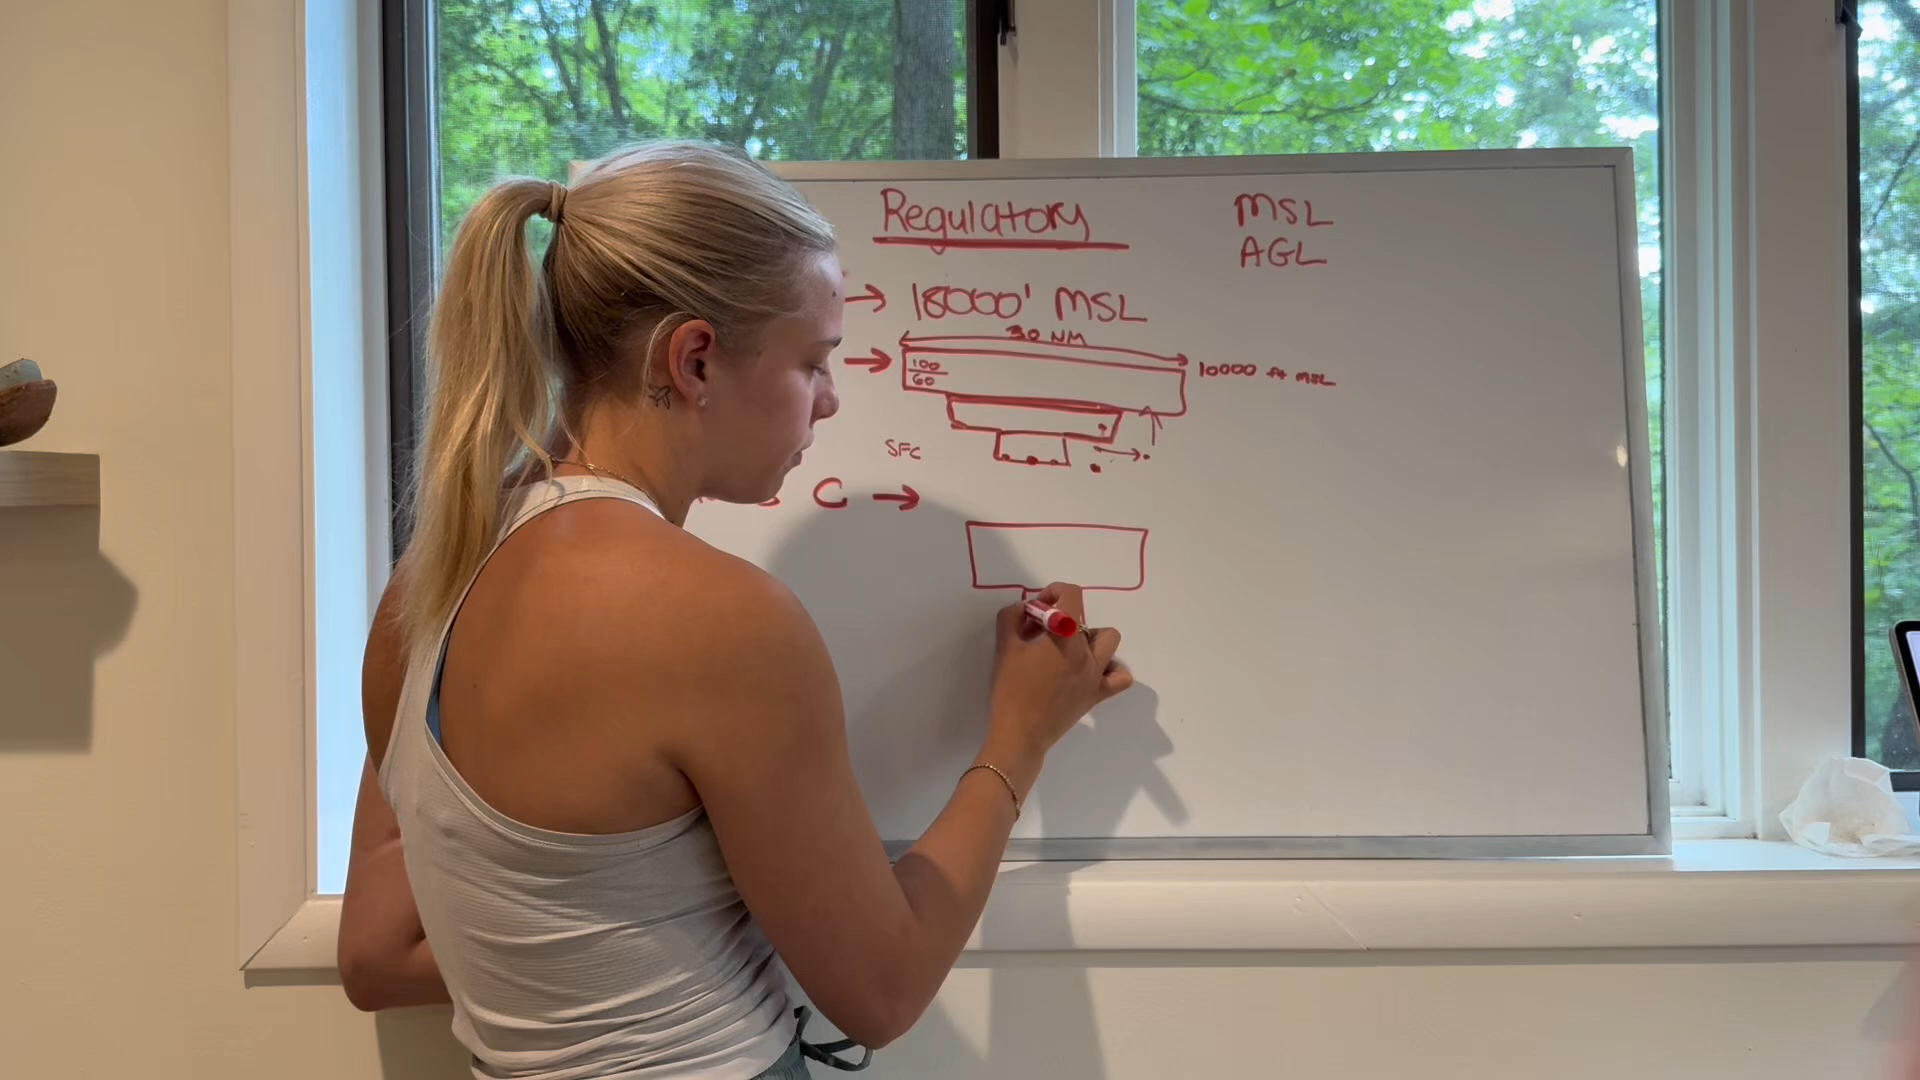 Regulatory
MSL
AGL
→ 18000' MSL
30 NM
→
100
60
10000 ft MSL
SFC
C →